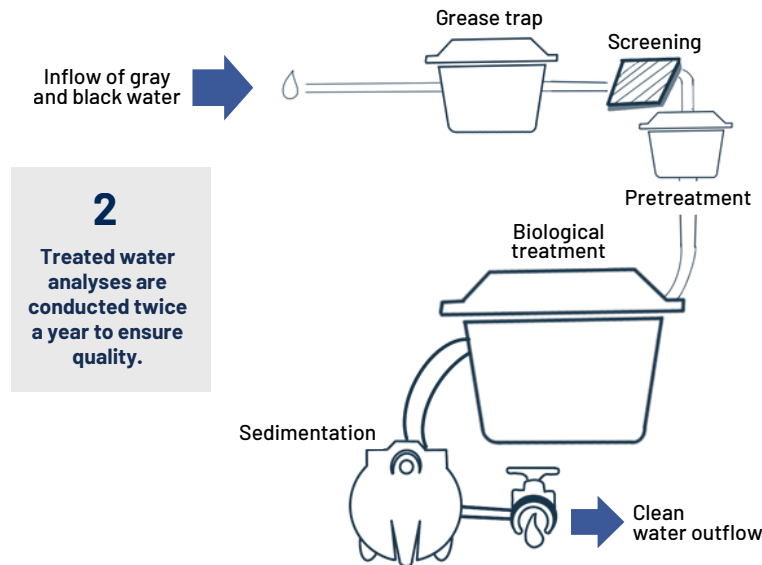 Grease trap
Screening
Inflow of gray
and black water
2
Treated water
analyses are
conducted twice
a year to ensure
quality.
Pretreatment
Biological
treatment
Sedimentation
Clean
water outflow